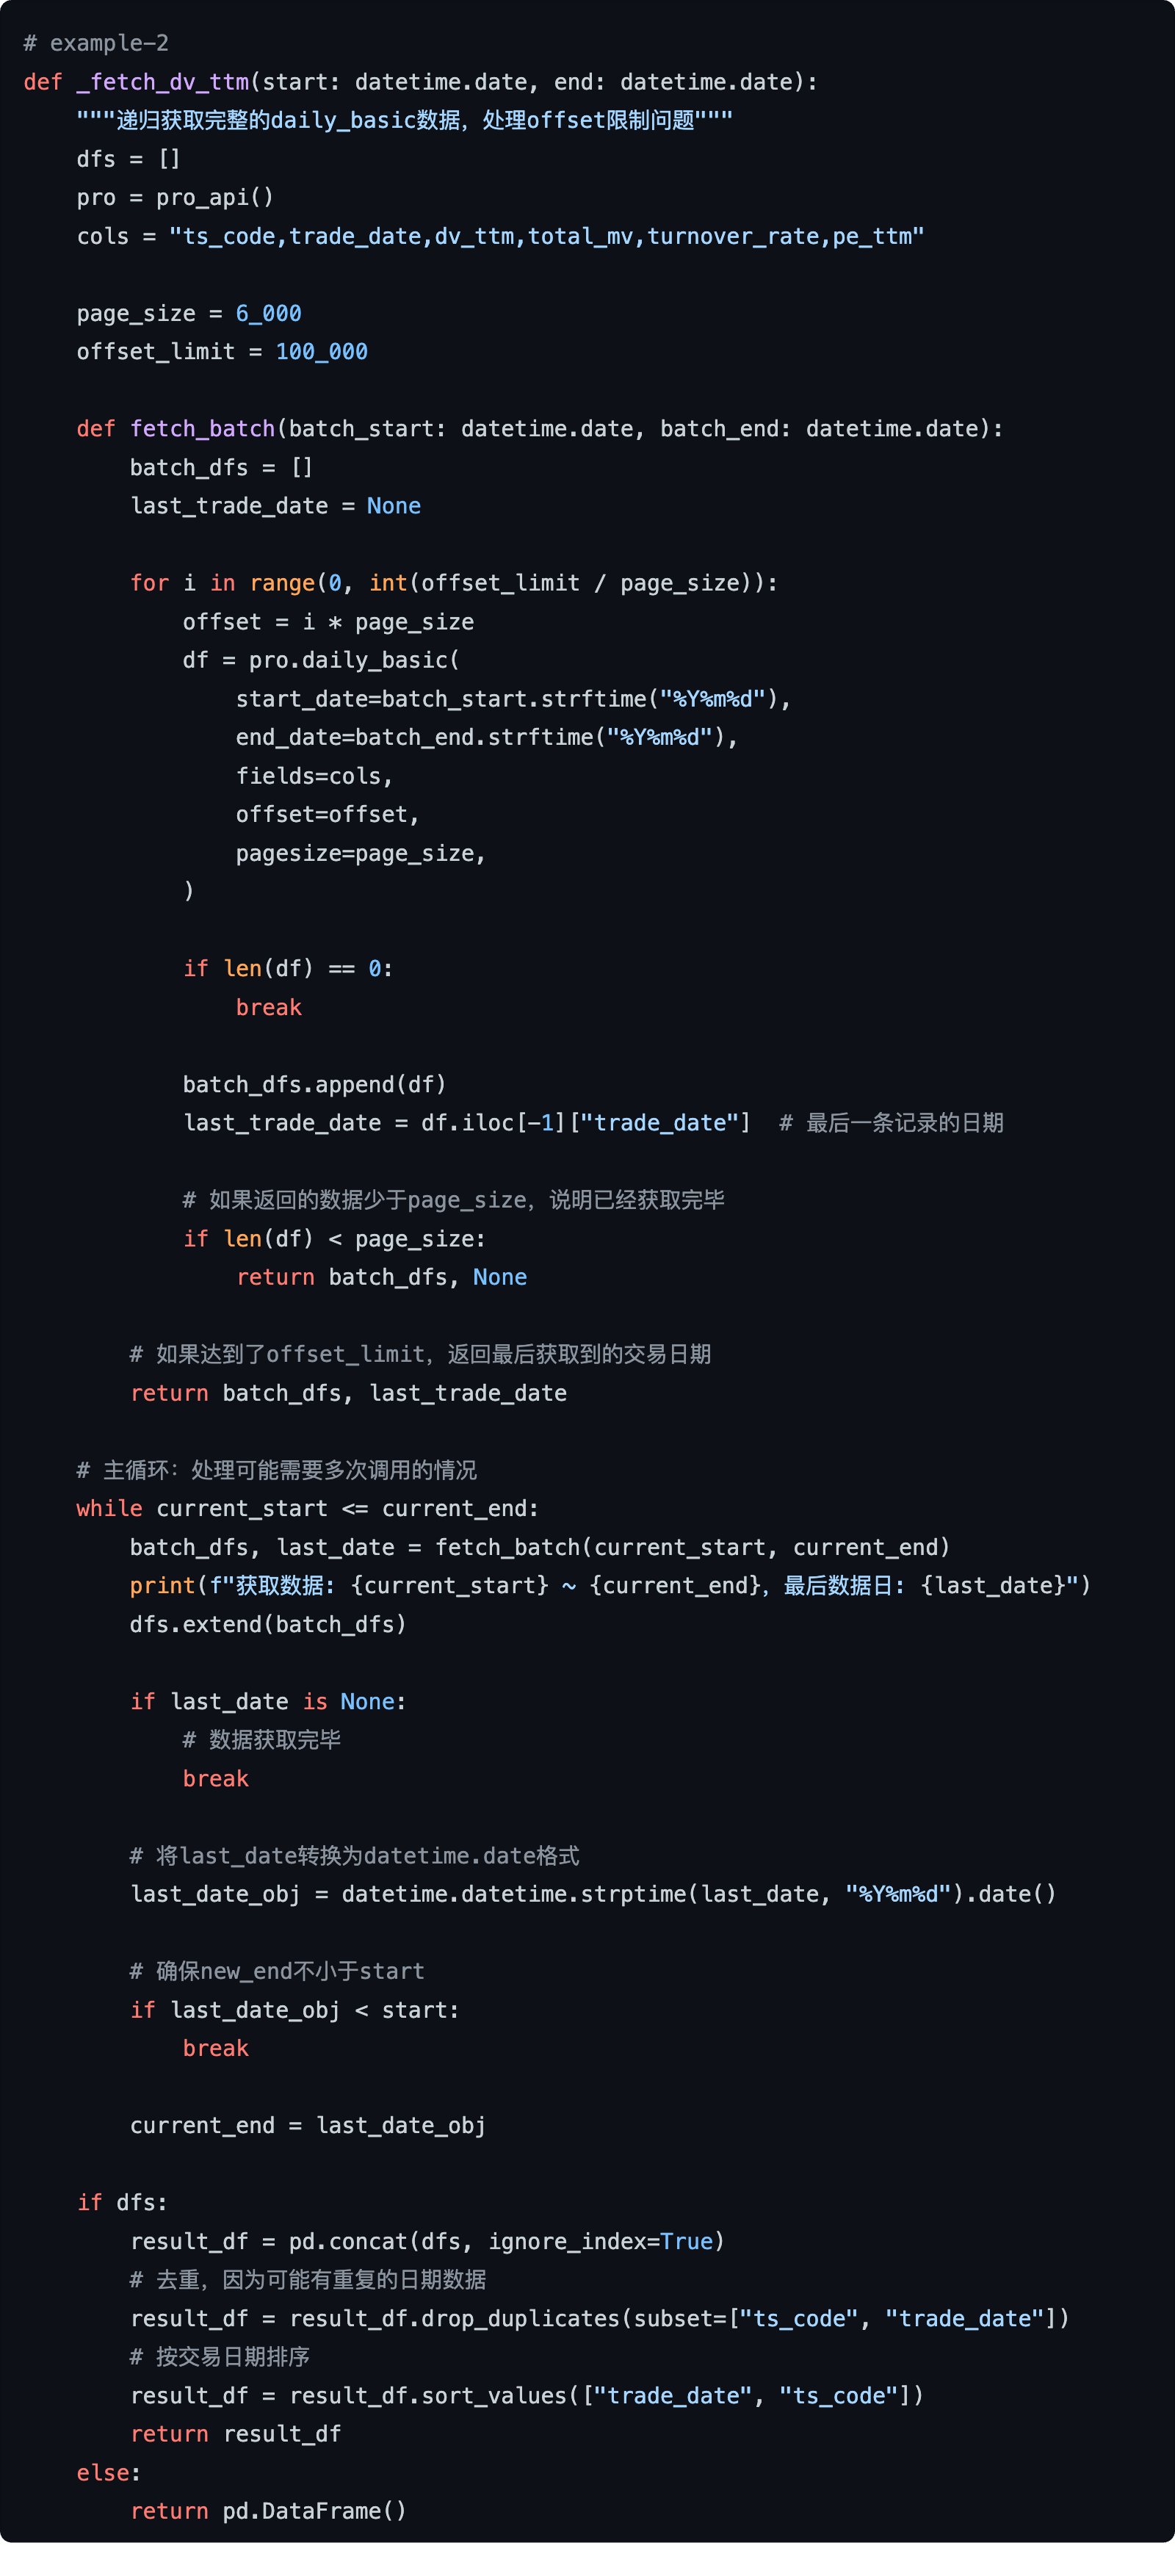 # example-2
def _fetch_dv_ttm(start: datetime.date, end: datetime.date):
    """递归获取完整的daily_basic数据，处理offset限制问题"""
    dfs = []
    pro = pro_api()
    cols = "ts_code,trade_date,dv_ttm,total_mv,turnover_rate,pe_ttm"

    page_size = 6_000
    offset_limit = 100_000

    def fetch_batch(batch_start: datetime.date, batch_end: datetime.date):
        batch_dfs = []
        last_trade_date = None

        for i in range(0, int(offset_limit / page_size)):
            offset = i * page_size
            df = pro.daily_basic(
                start_date=batch_start.strftime("%Y%m%d"),
                end_date=batch_end.strftime("%Y%m%d"),
                fields=cols,
                offset=offset,
                pagesize=page_size,
            )

            if len(df) == 0:
                break

            batch_dfs.append(df)
            last_trade_date = df.iloc[-1]["trade_date"]  # 最后一条记录的日期

            # 如果返回的数据少于page_size，说明已经获取完毕
            if len(df) < page_size:
                return batch_dfs, None

        # 如果达到了offset_limit，返回最后获取到的交易日期
        return batch_dfs, last_trade_date

    # 主循环：处理可能需要多次调用的情况
    while current_start <= current_end:
        batch_dfs, last_date = fetch_batch(current_start, current_end)
        print(f"获取数据: {current_start} ~ {current_end}，最后数据日: {last_date}")
        dfs.extend(batch_dfs)

        if last_date is None:
            # 数据获取完毕
            break

        # 将last_date转换为datetime.date格式
        last_date_obj = datetime.datetime.strptime(last_date, "%Y%m%d").date()

        # 确保new_end不小于start
        if last_date_obj < start:
            break

        current_end = last_date_obj

    if dfs:
        result_df = pd.concat(dfs, ignore_index=True)
        # 去重，因为可能有重复的日期数据
        result_df = result_df.drop_duplicates(subset=["ts_code", "trade_date"])
        # 按交易日期排序
        result_df = result_df.sort_values(["trade_date", "ts_code"])
        return result_df
    else:
        return pd.DataFrame()